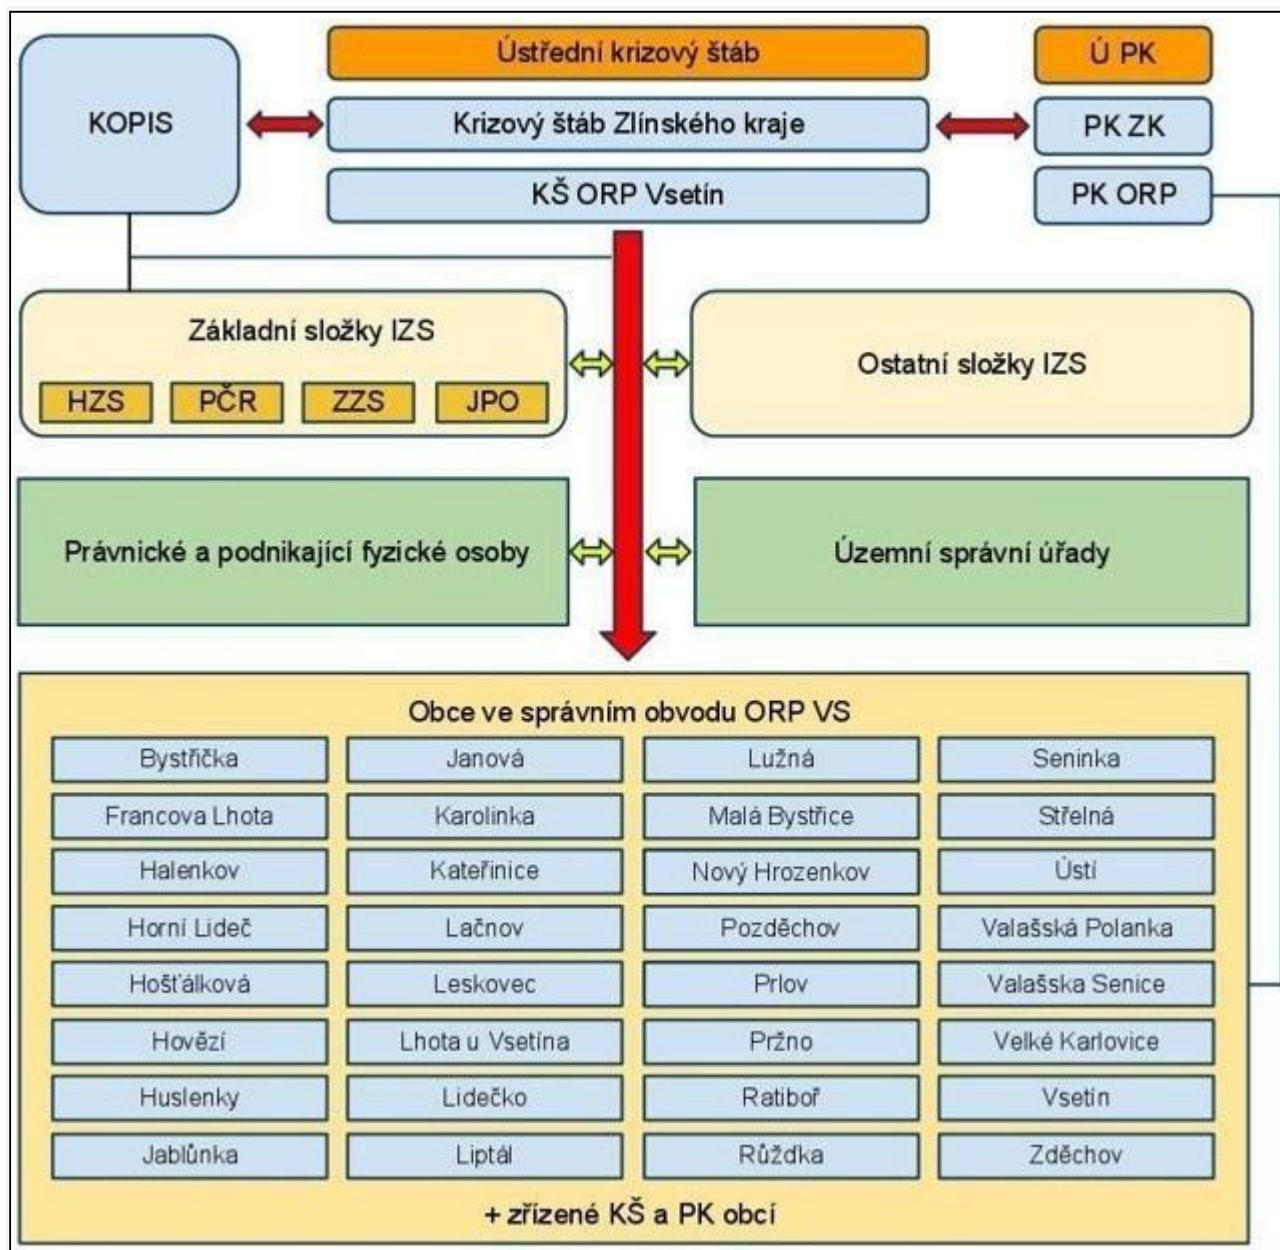 Ústřední krizový štáb
Ú PK
KOPIS
Krizový štáb Zlínského kraje
PK ZK
KŠ ORP Vsetín
PK ORP
Základní složky IZS
HZS
PČR
ZZS
JPO
Ostatní složky IZS
Právnické a podnikající fyzické osoby
Územní správní úřady
Obce ve správním obvodu ORP VS
Bystřička
Janová
Lužná
Seninka
Francova Lhota
Karolinka
Malá Bystřice
Střelná
Halenkov
Kateřinice
Nový Hrozenkov
Ústí
Horní Lideč
Lačnov
Pozděchov
Valašská Polanka
Hošťálková
Leskovec
Prlov
Valašska Senice
Hovězí
Lhota u Vsetína
Pržno
Velké Karlovice
Huslenky
Lidečko
Ratiboř
Vsetín
Jablůnka
Liptál
Růžďka
Zděchov
+ zřízené KŠ a PK obcí